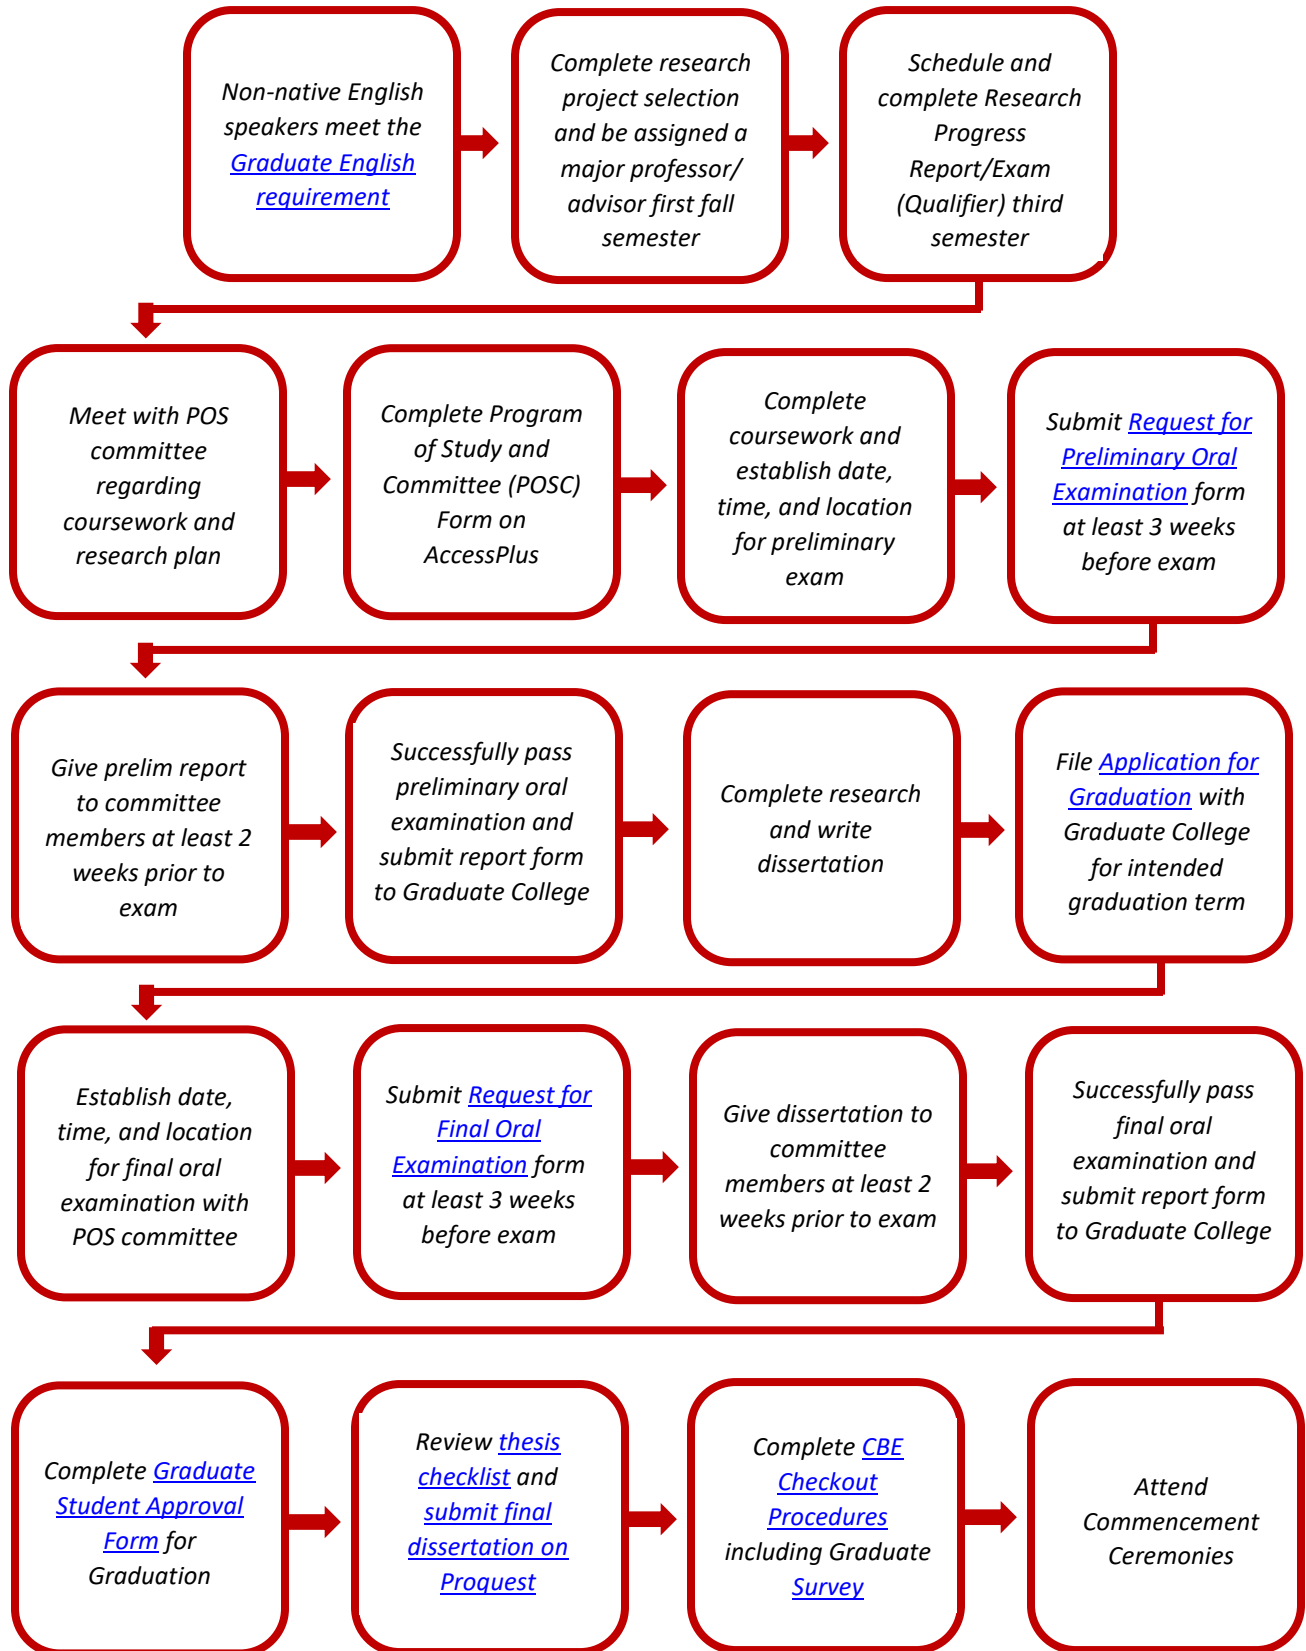 Non-native English
speakers meet the
Graduate English
requirement
Complete research
project selection
and be assigned a
major professor/
advisor first fall
semester
Schedule and
complete Research
Progress
Report/Exam
(Qualifier) third
semester
Meet with POS
committee
regarding
coursework and
research plan
Complete Program
of Study and
Committee (POSC)
Form on
AccessPlus
Complete
coursework and
establish date,
time, and location
for preliminary
exam
Submit Request for
Preliminary Oral
Examination form
at least 3 weeks
before exam
Give prelim report
to committee
members at least 2
weeks prior to
exam
Successfully pass
preliminary oral
examination and
submit report form
to Graduate College
Complete research
and write
dissertation
File Application for
Graduation with
Graduate College
for intended
graduation term
Establish date,
time, and location
for final oral
examination with
POS committee
Submit Request for
Final Oral
Examination form
at least 3 weeks
before exam
Give dissertation to
committee
members at least 2
weeks prior to exam
Successfully pass
final oral
examination and
submit report form
to Graduate College
Complete Graduate
Student Approval
Form for
Graduation
Review thesis
checklist and
submit final
dissertation on
Proquest
Complete CBE
Checkout
Procedures
including Graduate
Survey
Attend
Commencement
Ceremonies